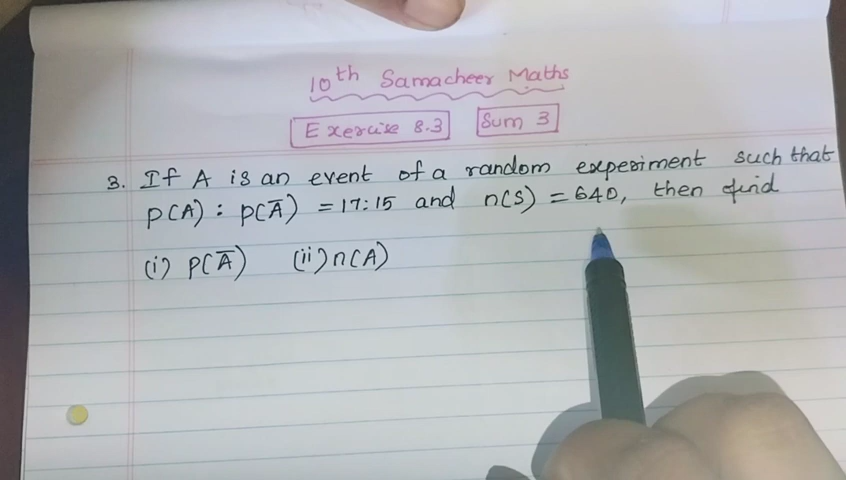 10th Samacheer Maths
Exercise 8.3 Sum 3
3. If A is an event of a random experiment such that
P(A) : P(A̅) = 17:15 and n(S) = 640, then find
(i) P(A̅) (ii) n(A)